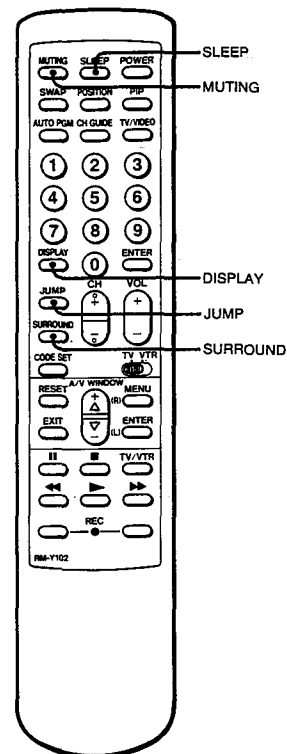 SLEEP
MUTING SLEEP POWER
MUTING
SWAP POSITION PIP
AUTO PGM CH GUIDE TV/VIDEO
1 2 3
4 5 6
7 8 9
DISPLAY 0 ENTER
DISPLAY
CH VOL
JUMP + +
JUMP
SURROUND - -
SURROUND
CODE SET TV VTR
RESET A/V WINDOW MENU
+ (R)
EXIT ENTER
- (L)
TV/VTR
REC
RM-Y102